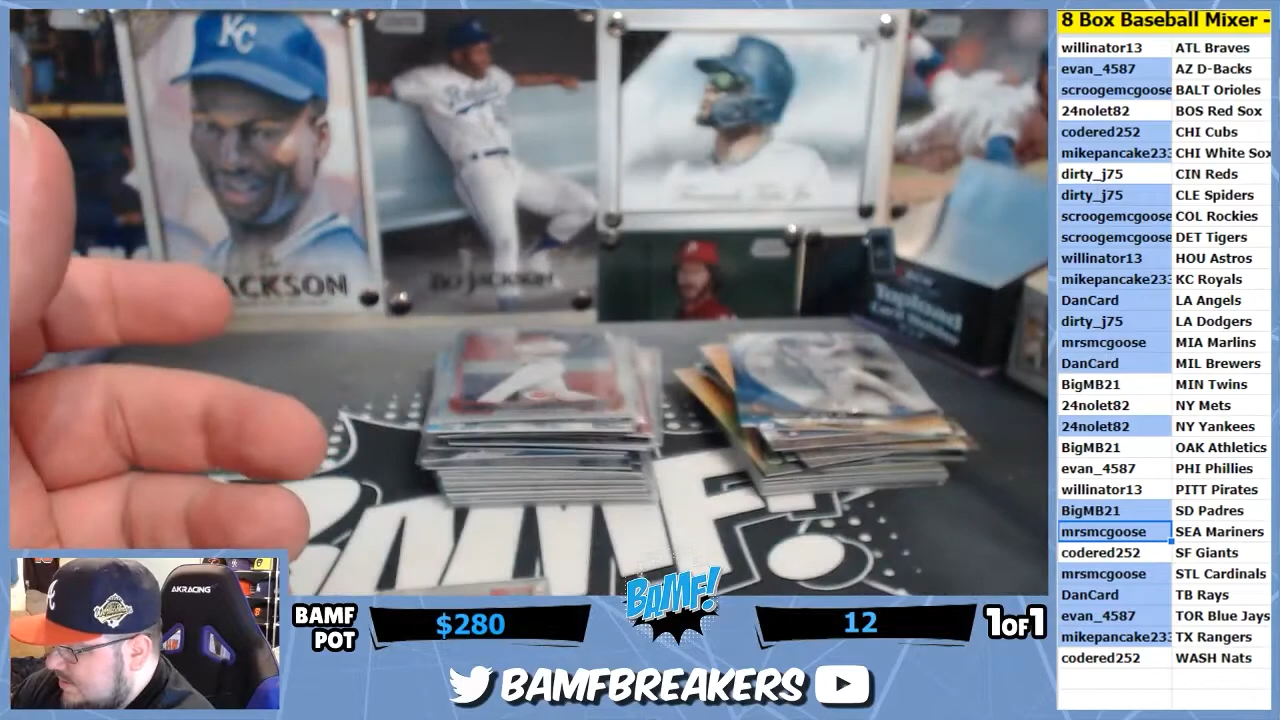 KC
JACKSON
BO JACKSON
Topload
BAMF
AKRACING
BAMF POT
$280
BAMF!
12
1OF1
BAMFBREAKERS
8 Box Baseball Mixer -
willinator13 ATL Braves
evan_4587 AZ D-Backs
scroogemcgoose BALT Orioles
24nolet82 BOS Red Sox
codered252 CHI Cubs
mikepancake233 CHI White Sox
dirty_j75 CIN Reds
dirty_j75 CLE Spiders
scroogemcgoose COL Rockies
scroogemcgoose DET Tigers
willinator13 HOU Astros
mikepancake233 KC Royals
DanCard LA Angels
dirty_j75 LA Dodgers
mrsmcgoose MIA Marlins
DanCard MIL Brewers
BigMB21 MIN Twins
24nolet82 NY Mets
24nolet82 NY Yankees
BigMB21 OAK Athletics
evan_4587 PHI Phillies
willinator13 PITT Pirates
BigMB21 SD Padres
mrsmcgoose SEA Mariners
codered252 SF Giants
mrsmcgoose STL Cardinals
DanCard TB Rays
evan_4587 TOR Blue Jays
mikepancake233 TX Rangers
codered252 WASH Nats